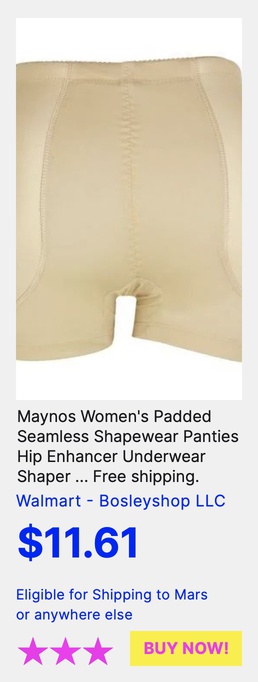 Maynos Women's Padded
Seamless Shapewear Panties
Hip Enhancer Underwear
Shaper ... Free shipping.
Walmart - Bosleyshop LLC
$11.61
Eligible for Shipping to Mars
or anywhere else
BUY NOW!